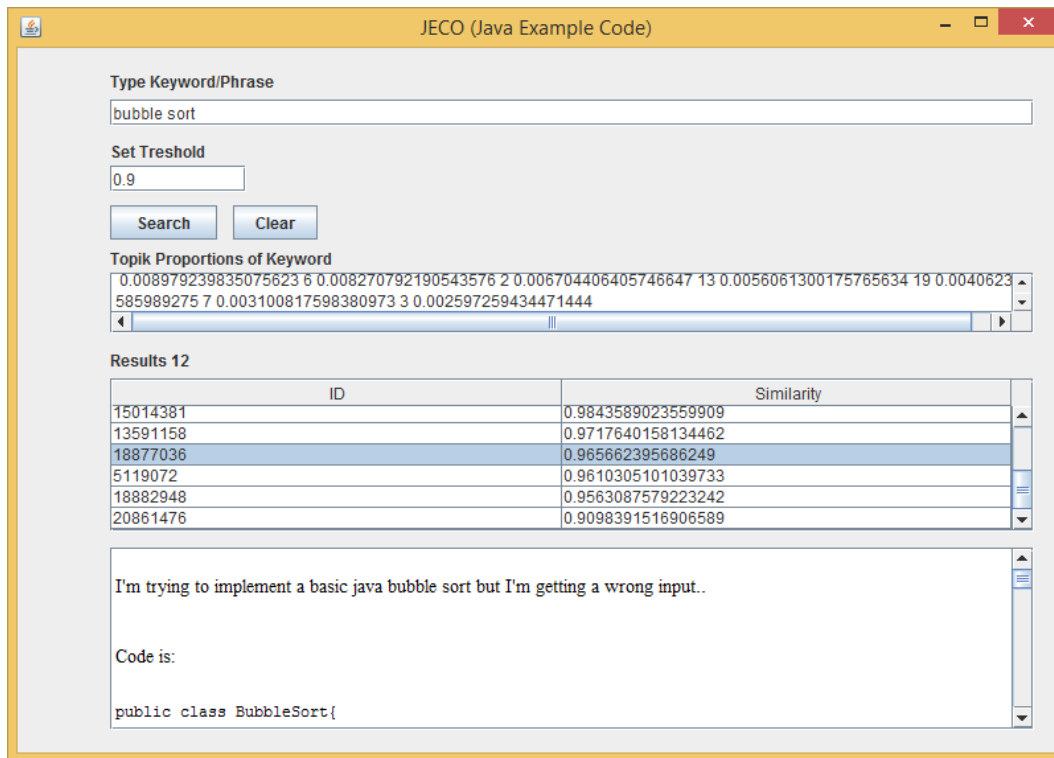 JECO (Java Example Code)
Type Keyword/Phrase
bubble sort
Set Treshold
0.9
Search Clear
Topik Proportions of Keyword
0.008979239835075623 6 0.008270792190543576 2 0.006704406405746647 13 0.0056061300175765634 19 0.0040623
585989275 7 0.003100817598380973 3 0.002597259434471444
Results 12
ID Similarity
15014381 0.9843589023559909
13591158 0.9717640158134462
18877036 0.965662395686249
5119072 0.9610305101039733
18882948 0.9563087579223242
20861476 0.9098391516906589
I'm trying to implement a basic java bubble sort but I'm getting a wrong input..
Code is:
public class BubbleSort{